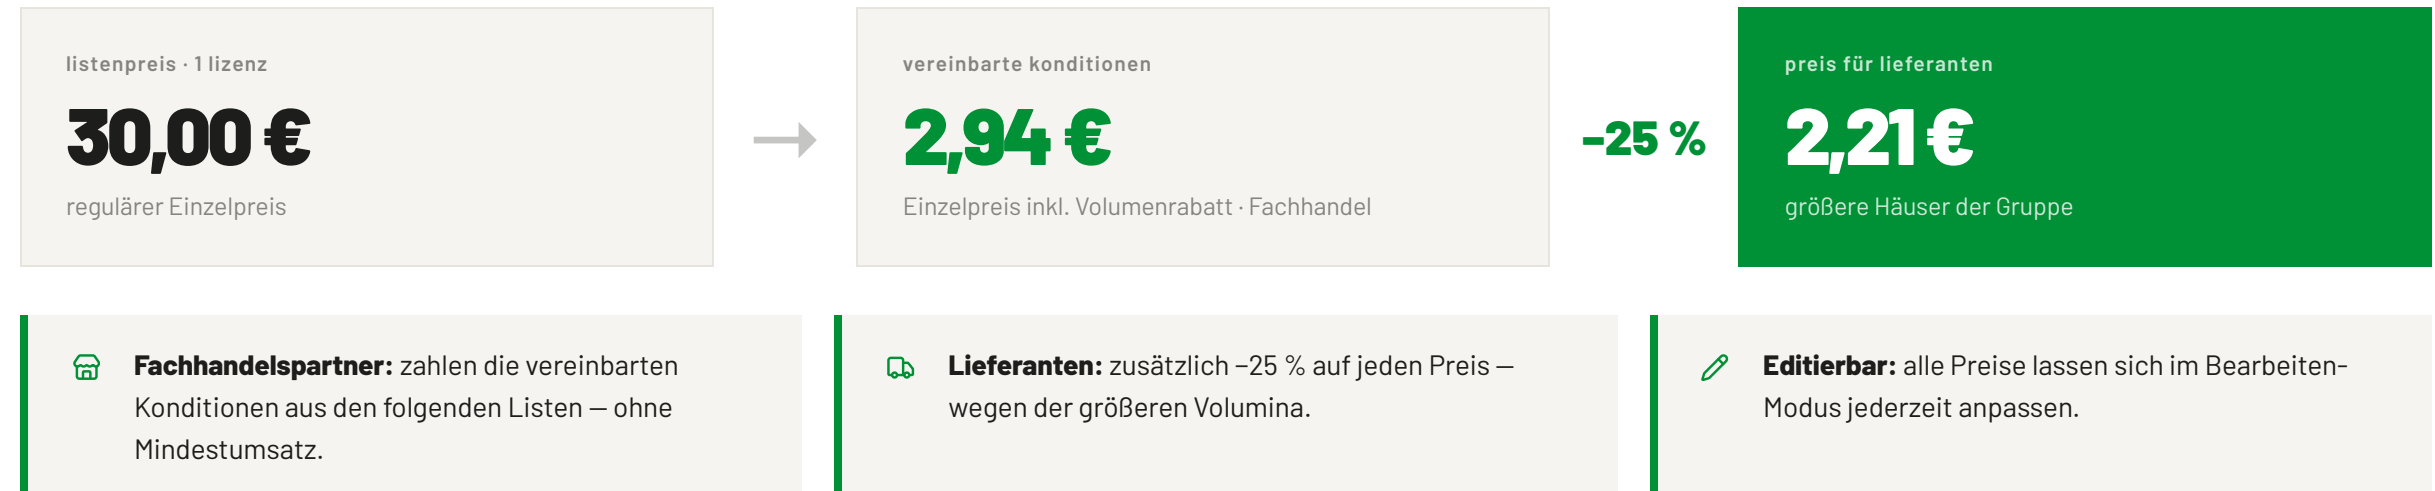 listenpreis · 1 lizenz
30,00 €
regulärer Einzelpreis
vereinbarte konditionen
2,94 €
Einzelpreis inkl. Volumenrabatt · Fachhandel
−25 %
preis für lieferanten
2,21 €
größere Häuser der Gruppe
Fachhandelspartner: zahlen die vereinbarten
Konditionen aus den folgenden Listen — ohne
Mindestumsatz.
Lieferanten: zusätzlich −25 % auf jeden Preis —
wegen der größeren Volumina.
Editierbar: alle Preise lassen sich im Bearbeiten-
Modus jederzeit anpassen.